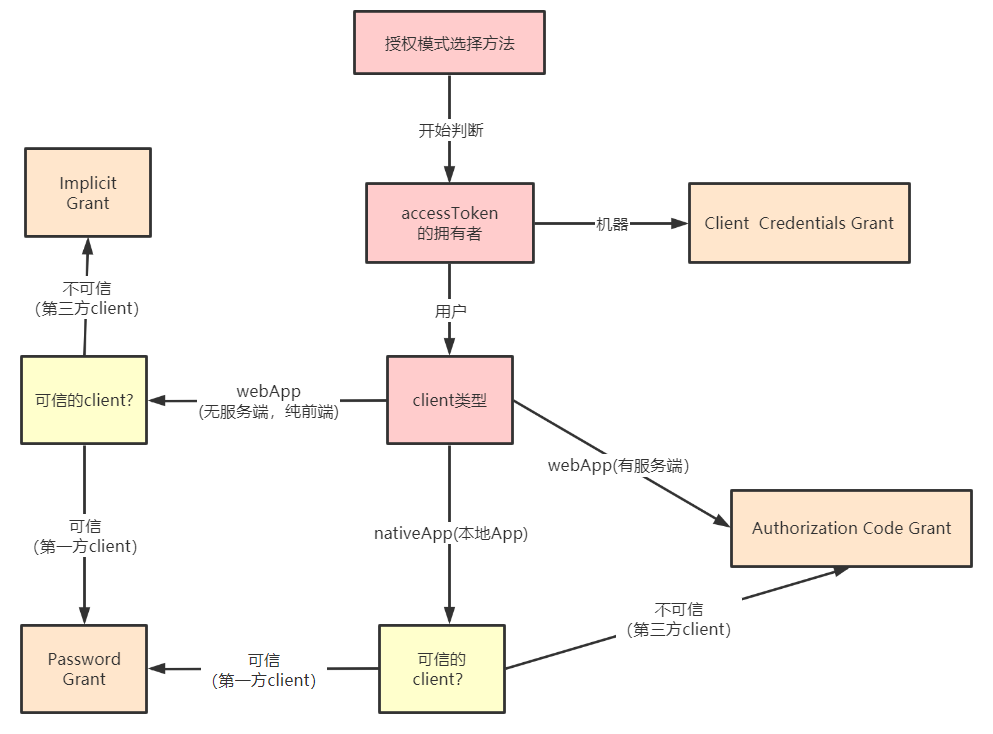 授权模式选择方法
开始判断
Implicit
Grant
accessToken
的拥有者
机器
Client  Credentials Grant
不可信
（第三方client）
用户
可信的client？
webApp
(无服务端，纯前端)
client类型
webApp(有服务端）
可信
（第一方client）
nativeApp(本地App)
Authorization Code Grant
不可信
（第三方client）
Password
Grant
可信
（第一方client）
可信的
client？